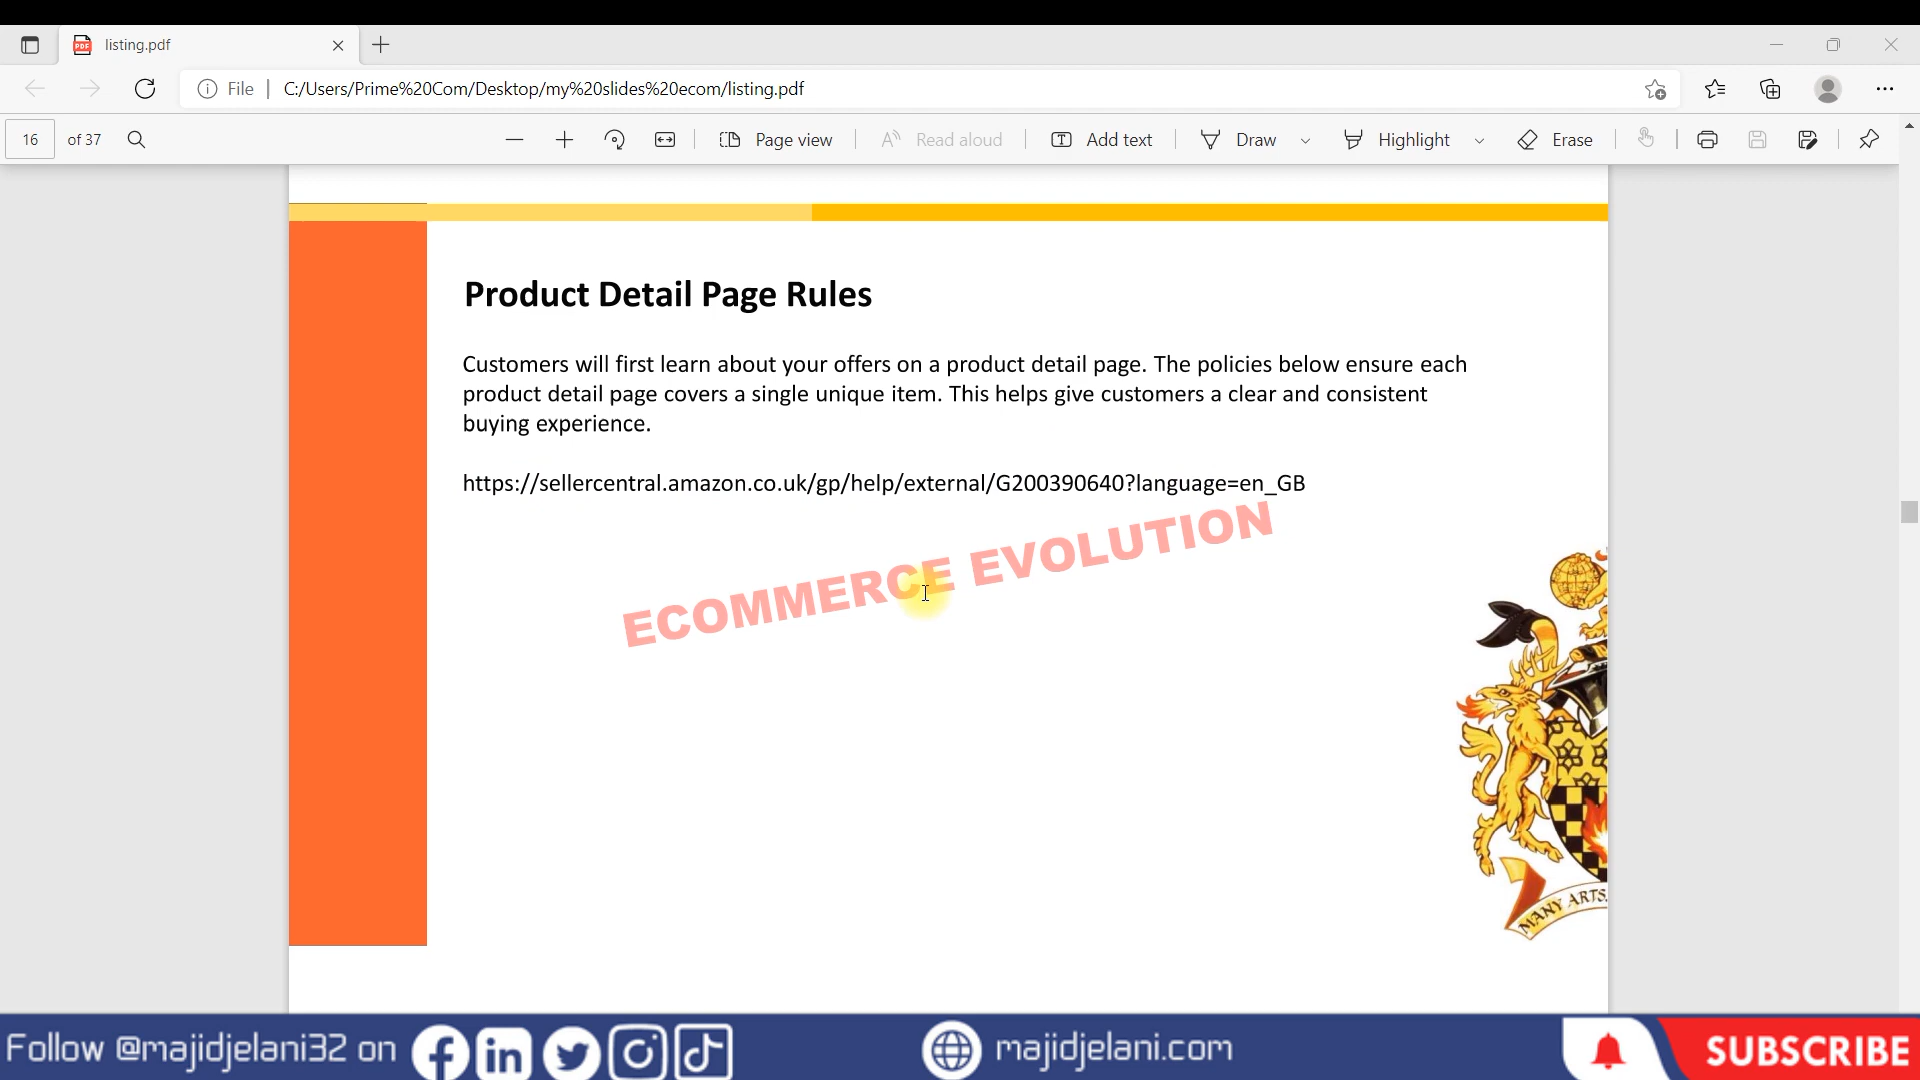 listing.pdf
File
C:/Users/Prime%20Com/Desktop/my%20slides%20ecom/listing.pdf
16
of 37
Page view
Read aloud
Add text
Draw
Highlight
Erase
Product Detail Page Rules
Customers will first learn about your offers on a product detail page. The policies below ensure each
product detail page covers a single unique item. This helps give customers a clear and consistent
buying experience.
https://sellercentral.amazon.co.uk/gp/help/external/G200390640?language=en_GB
ECOMMERCE EVOLUTION
MANY ARTS,
Follow @majidjelani32 on
majidjelani.com
SUBSCRIBE